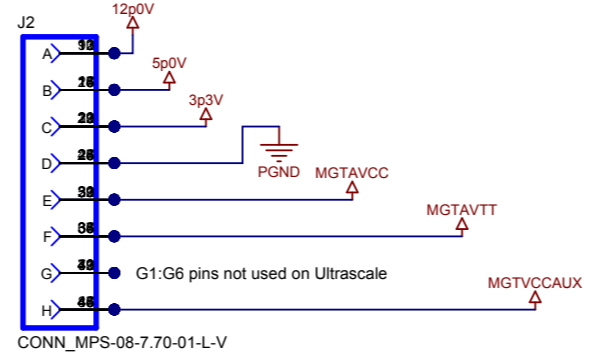 12p0V
J2
A
5p0V
B
3p3V
C
D
PGND
MGTAVCC
E
MGTAVTT
F
G G1:G6 pins not used on Ultrascale
MGTVCCAUX
H
CONN_MPS-08-7.70-01-L-V